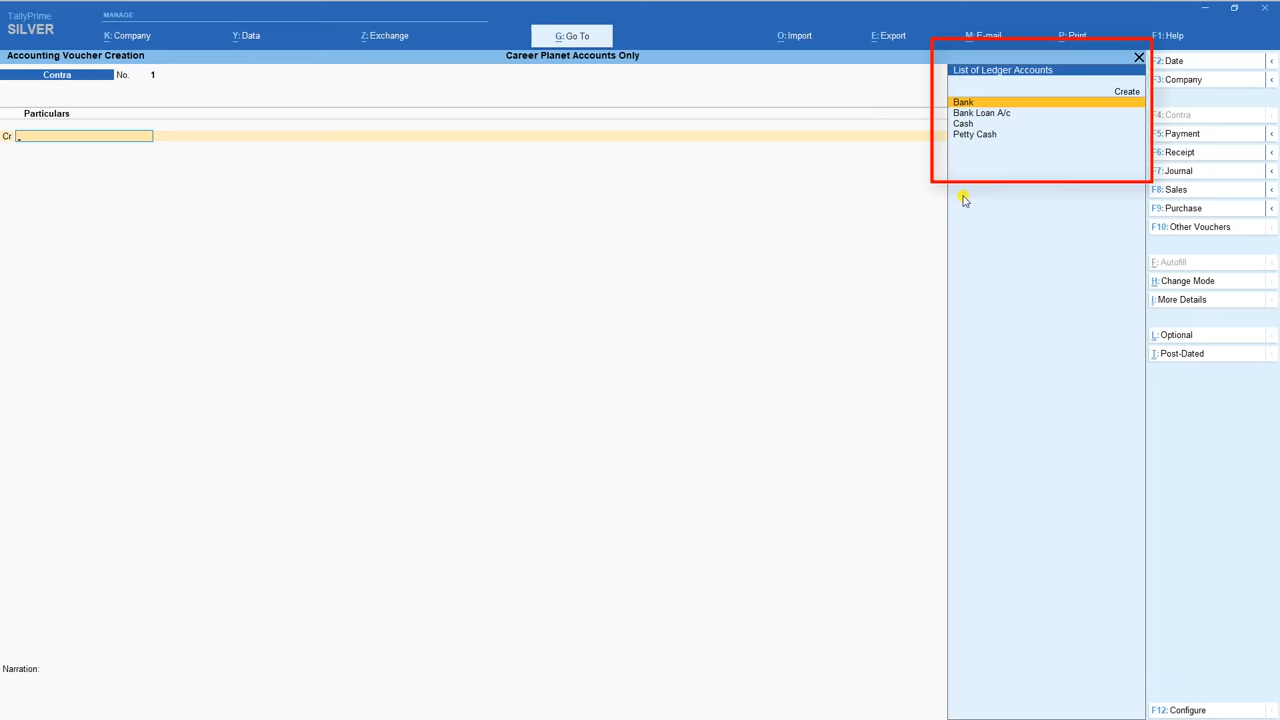 TallyPrime
MANAGE
SILVER
K: Company
Y: Data
Z: Exchange
G: Go To
O: Import
E: Export
M: E-mail
P: Print
F1: Help
Accounting Voucher Creation
Career Planet Accounts Only
Contra
No. 1
Particulars
Cr
List of Ledger Accounts
Create
Bank
Bank Loan A/c
Cash
Petty Cash
F2: Date
F3: Company
F4: Contra
F5: Payment
F6: Receipt
F7: Journal
F8: Sales
F9: Purchase
F10: Other Vouchers
F: Autofill
H: Change Mode
I: More Details
L: Optional
T: Post-Dated
Narration:
F12: Configure